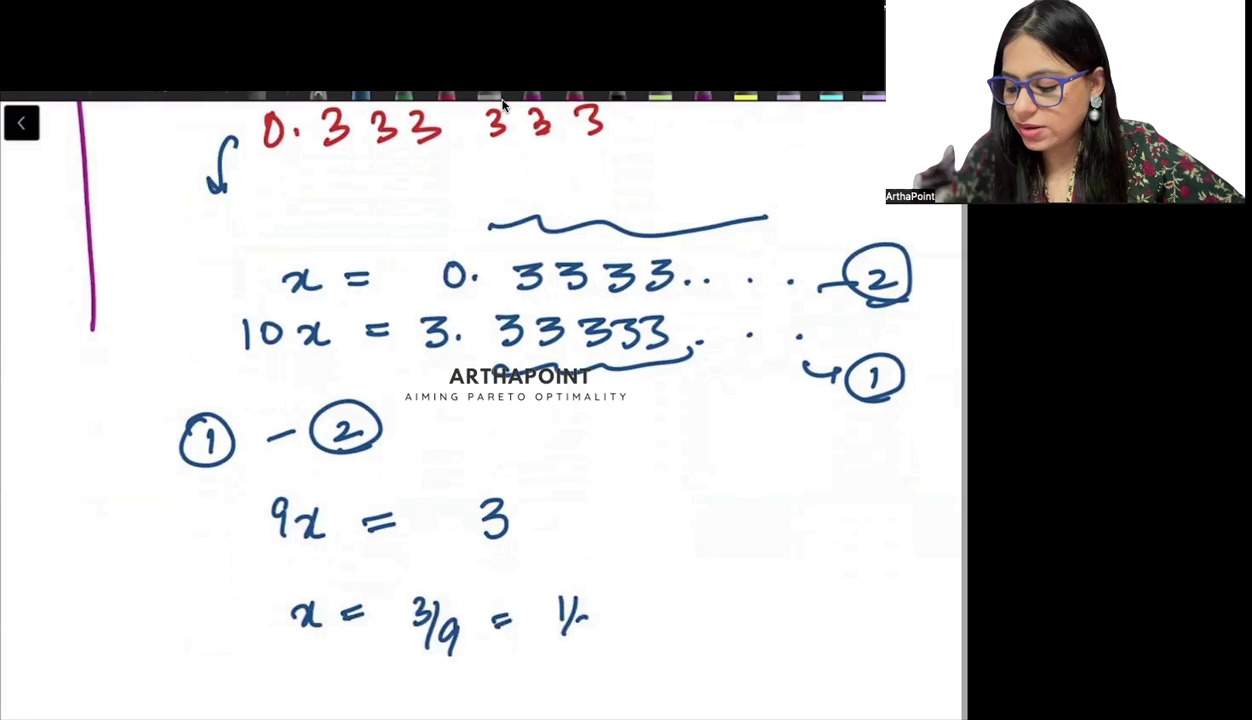 0.333 333
x = 0.3333.... - 2
10x = 3.33333...
1
ARTHAPOINT
AIMING PARETO OPTIMALITY
1 - 2
9x = 3
x = 3/9 = 1/
ArthaPoint